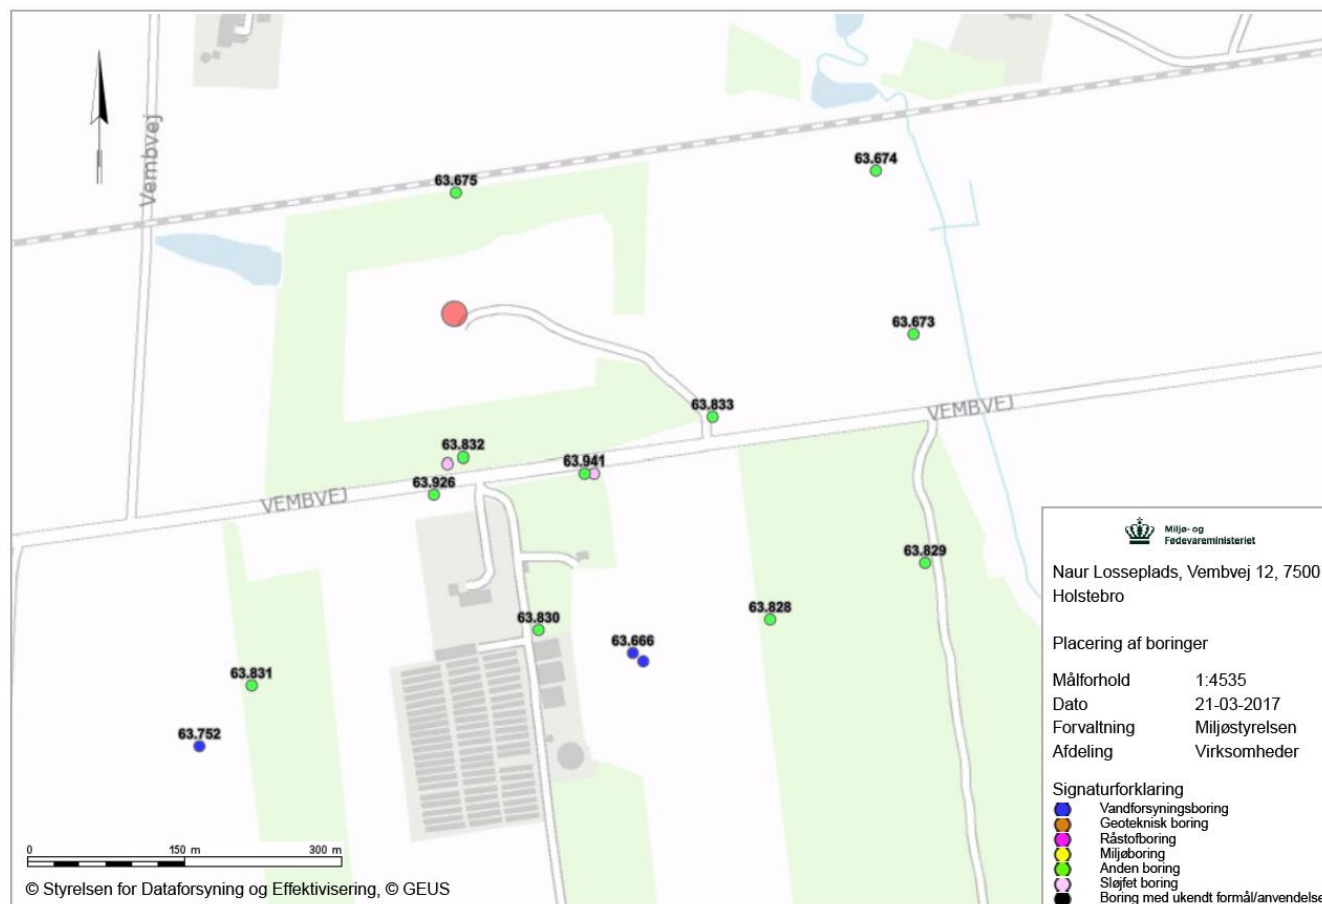 Vembvej
63.675
63.674
63.673
63.833
VEMBVEJ
63.832
63.941
63.926
VEMBVEJ
63.829
63.828
63.830
63.666
63.831
63.752
0 150 m 300 m
© Styrelsen for Dataforsyning og Effektivisering, © GEUS
Miljø- og
Fødevareministeriet
Naur Losseplads, Vembvej 12, 7500
Holstebro
Placering af boringer
Målforhold 1:4535
Dato 21-03-2017
Forvaltning Miljøstyrelsen
Afdeling Virksomheder
Signaturforklaring
Vandforsyningsboring
Geoteknisk boring
Råstofboring
Miljøboring
Anden boring
Sløjfet boring
Boring med ukendt formål/anvendelse